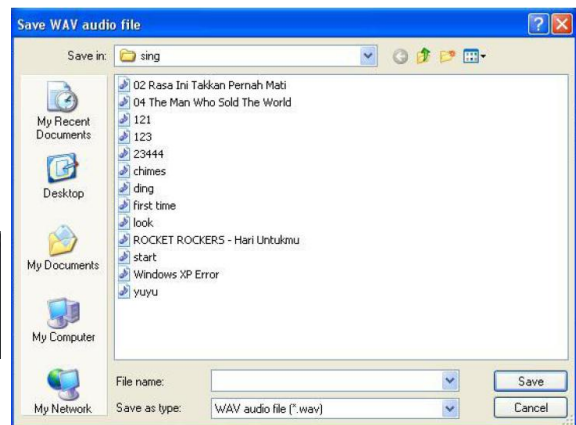 Save WAV audio file
Save in: sing
My Recent
Documents
Desktop
My Documents
My Computer
My Network
02 Rasa Ini Takkan Pernah Mati
04 The Man Who Sold The World
121
123
23444
chimes
ding
first time
look
ROCKET ROCKERS - Hari Untukmu
start
Windows XP Error
yuyu
File name:
Save
Save as type: WAV audio file (*.wav)
Cancel